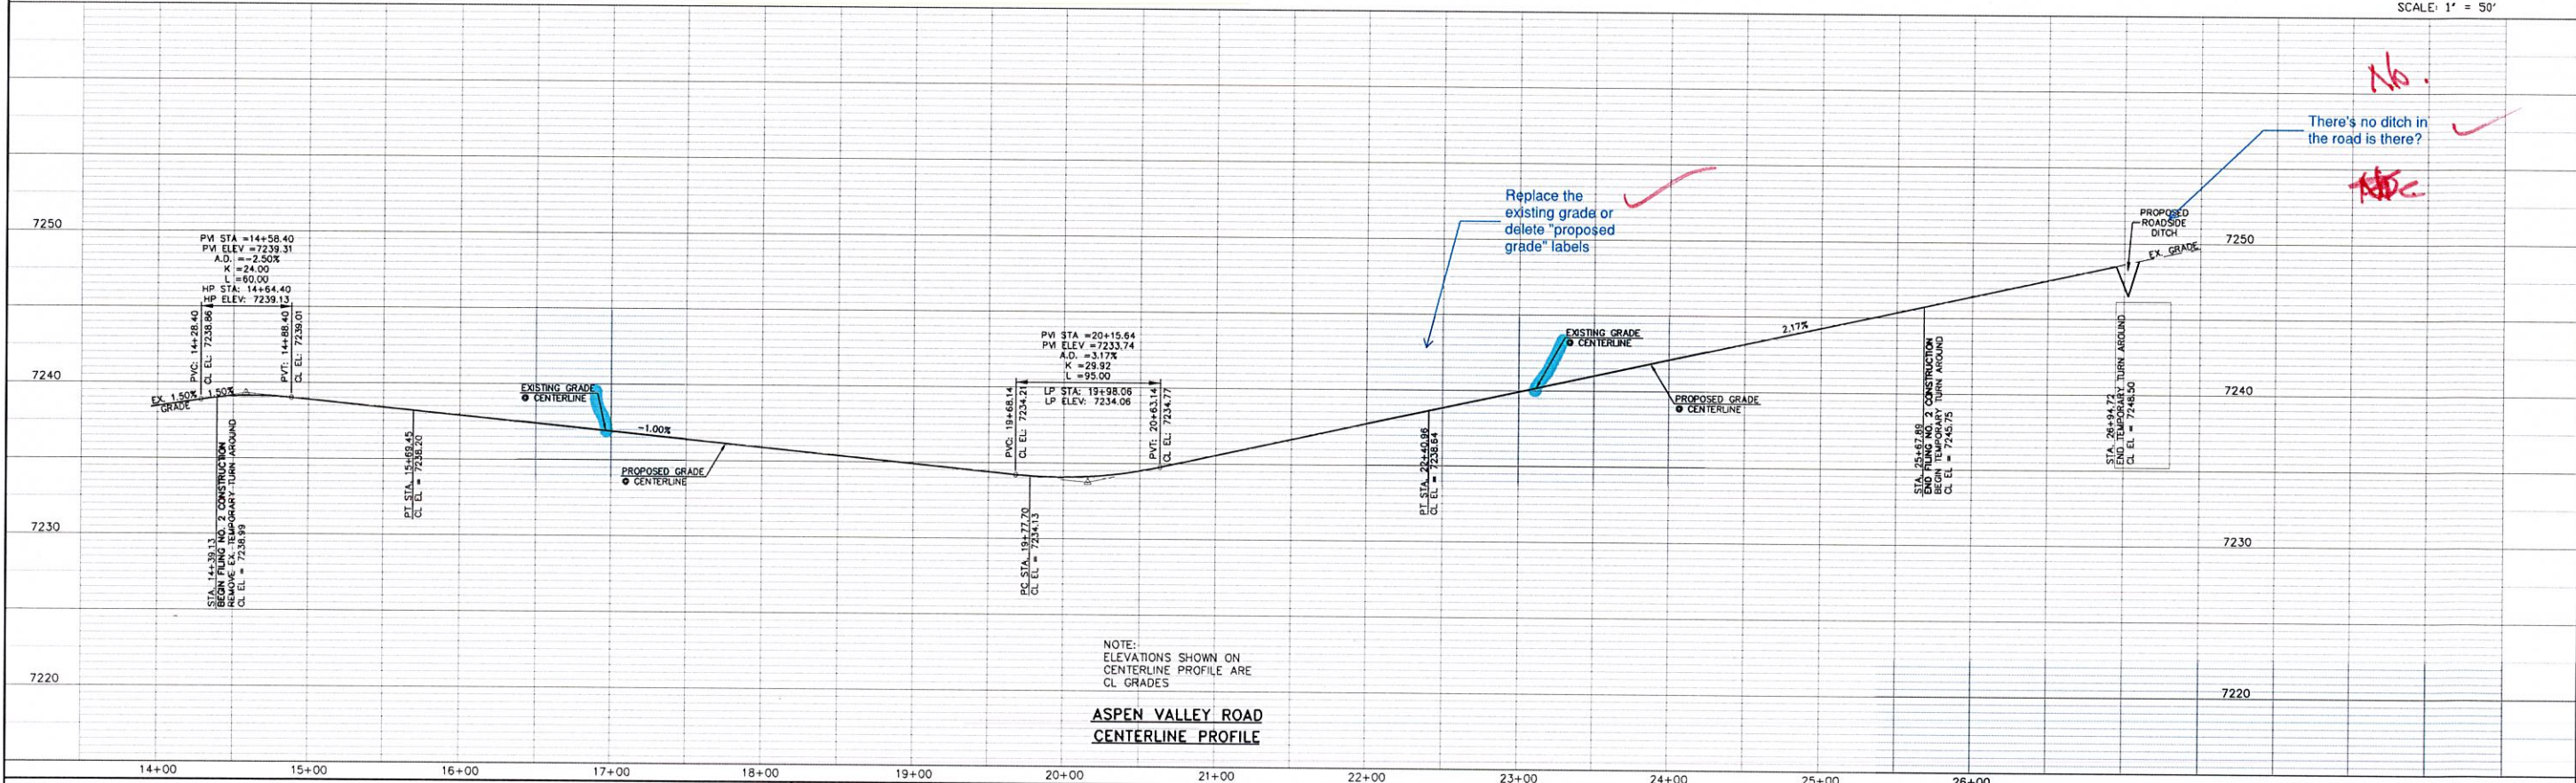 SCALE: 1" = 50'
No.
There's no ditch in
the road is there?
Replace the
existing grade or
delete "proposed
grade" labels
PROPOSED
ROADSIDE
DITCH
EX. GRADE
7250
7250
PVI STA =14+58.40
PVI ELEV =7239.31
A.D. =-2.50%
K =24.00
L =60.00
HP STA: 14+64.40
HP ELEV: 7239.13
PVC: 14+28.40
CL EL: 7238.86
PVT: 14+88.40
CL EL: 7239.01
PVI STA =20+15.64
PVI ELEV =7233.74
A.D. =3.17%
K =29.92
L =95.00
LP STA: 19+98.06
LP ELEV: 7234.06
PVC: 19+68.14
CL EL: 7234.21
PVT: 20+63.14
CL EL: 7234.77
EXISTING GRADE
@ CENTERLINE
2.17%
7240
7240
EX. 1.50%
GRADE
1.50%
EXISTING GRADE
@ CENTERLINE
-1.00%
PROPOSED GRADE
@ CENTERLINE
PROPOSED GRADE
@ CENTERLINE
STA. 14+39.13
BEGIN FILING NO. 2 CONSTRUCTION
REMOVE EX. TEMPORARY TURN AROUND
CL EL = 7238.99
PT STA. 15+69.45
CL EL = 7238.20
PC STA. 19+77.70
CL EL = 7234.13
PT STA. 22+40.96
CL EL = 7238.64
STA. 25+67.89
END FILING NO. 2 CONSTRUCTION
BEGIN TEMPORARY TURN AROUND
CL EL = 7245.75
STA. 26+94.72
END TEMPORARY TURN AROUND
CL EL = 7248.50
7230
7230
NOTE:
ELEVATIONS SHOWN ON
CENTERLINE PROFILE ARE
CL GRADES
7220
7220
ASPEN VALLEY ROAD
CENTERLINE PROFILE
14+00 15+00 16+00 17+00 18+00 19+00 20+00 21+00 22+00 23+00 24+00 25+00 26+00